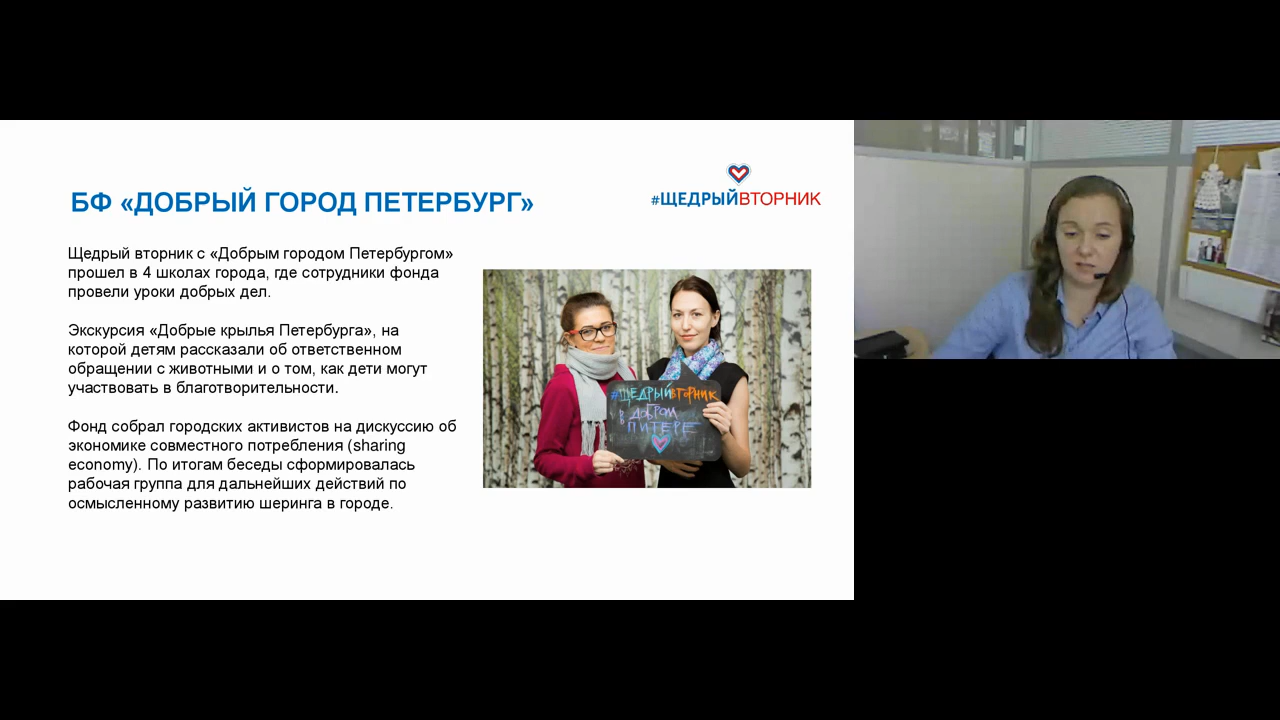 БФ «ДОБРЫЙ ГОРОД ПЕТЕРБУРГ»
#ЩЕДРЫЙВТОРНИК
Щедрый вторник с «Добрым городом Петербургом»
прошел в 4 школах города, где сотрудники фонда
провели уроки добрых дел.
Экскурсия «Добрые крылья Петербурга», на
которой детям рассказали об ответственном
обращении с животными и о том, как дети могут
участвовать в благотворительности.
Фонд собрал городских активистов на дискуссию об
экономике совместного потребления (sharing
economy). По итогам беседы сформировалась
рабочая группа для дальнейших действий по
осмысленному развитию шеринга в городе.
#ЩЕДРЫЙВТОРНИК
В ДОБРОМ
ПИТЕРЕ